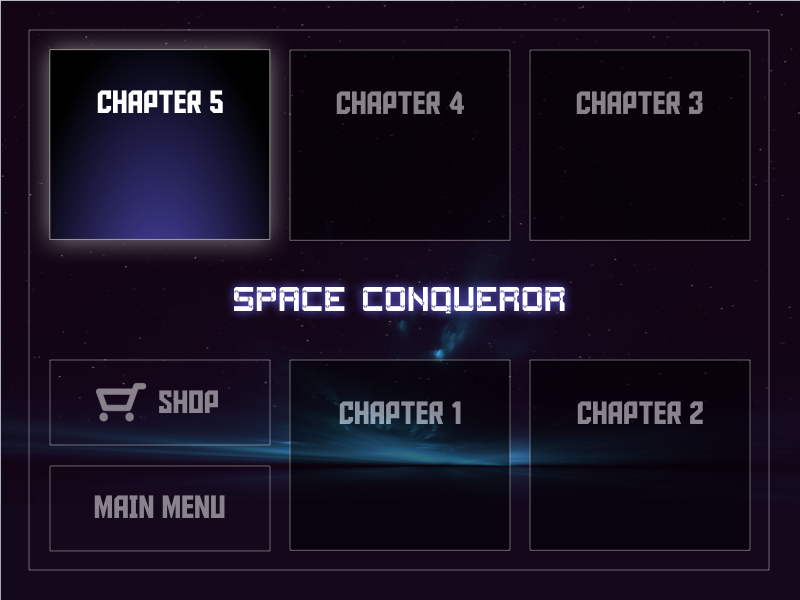 CHAPTER 5
CHAPTER 4
CHAPTER 3
SPACE CONQUEROR
SHOP
CHAPTER 1
CHAPTER 2
MAIN MENU